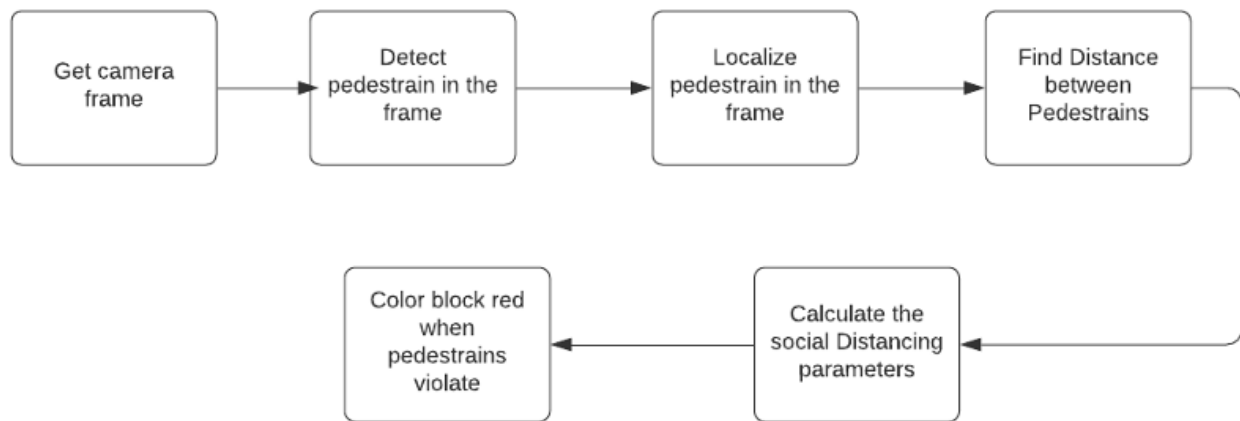 Get camera
frame
Detect
pedestrain in the
frame
Localize
pedestrain in the
frame
Find Distance
between
Pedestrains
Calculate the
social Distancing
parameters
Color block red
when
pedestrains
violate